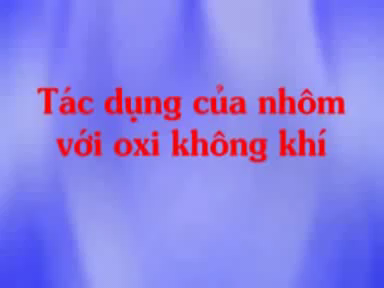 Tác dụng của nhôm
với oxi không khí